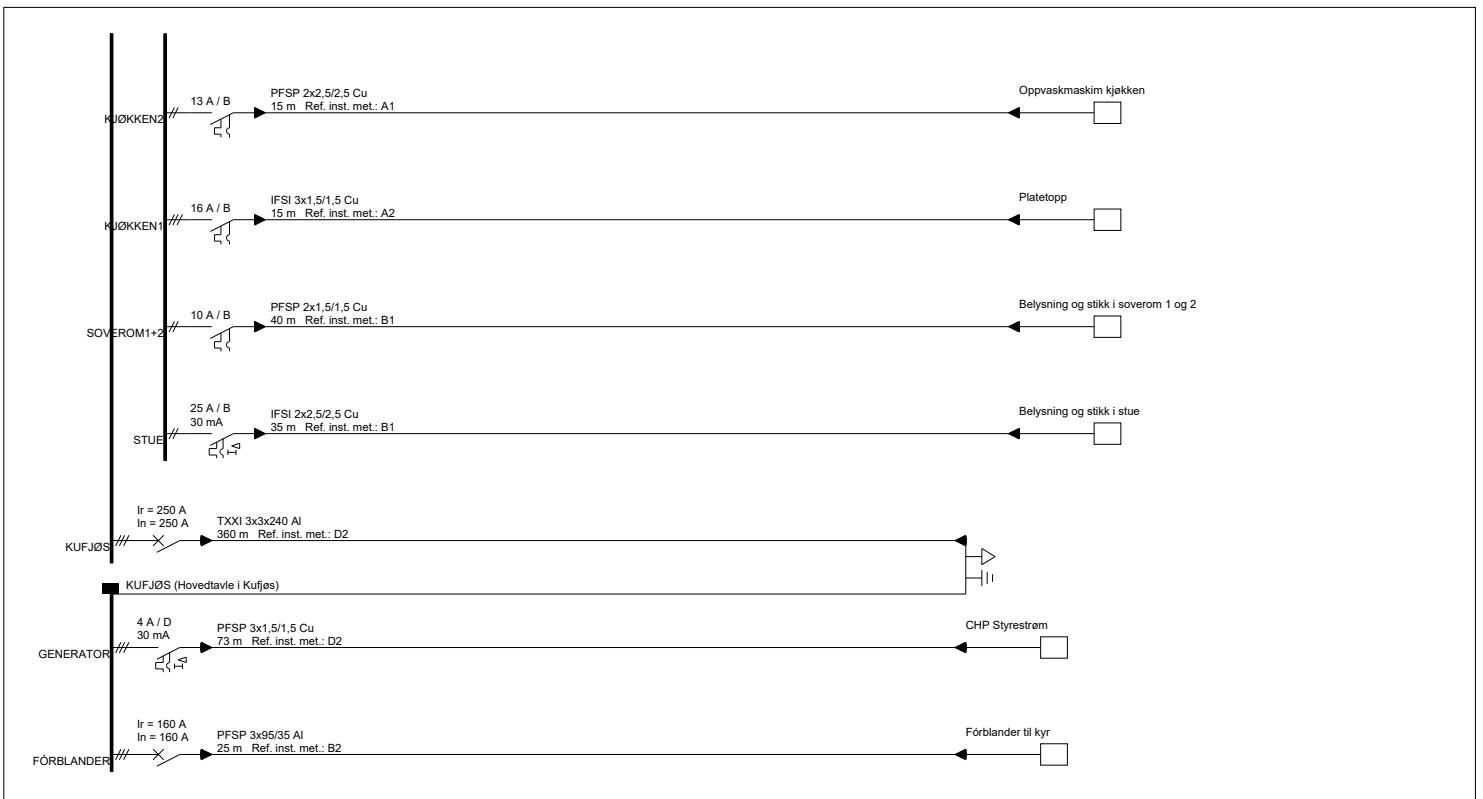 13 A / B
PFSP 2x2,5/2,5 Cu
15 m Ref. inst. met.: A1
Oppvaskmaskim kjøkken
KJØKKEN2
16 A / B
IFSI 3x1,5/1,5 Cu
15 m Ref. inst. met.: A2
Platetopp
KJØKKEN1
10 A / B
PFSP 2x1,5/1,5 Cu
40 m Ref. inst. met.: B1
Belysning og stikk i soverom 1 og 2
SOVEROM1+2
25 A / B
30 mA
IFSI 2x2,5/2,5 Cu
35 m Ref. inst. met.: B1
Belysning og stikk i stue
STUE
Ir = 250 A
In = 250 A
TXXI 3x3x240 Al
360 m Ref. inst. met.: D2
KUFJØS
KUFJØS (Hovedtavle i Kufjøs)
4 A / D
30 mA
PFSP 3x1,5/1,5 Cu
73 m Ref. inst. met.: D2
CHP Styrestrøm
GENERATOR
Ir = 160 A
In = 160 A
PFSP 3x95/35 Al
25 m Ref. inst. met.: B2
Fórblander til kyr
FÓRBLANDER